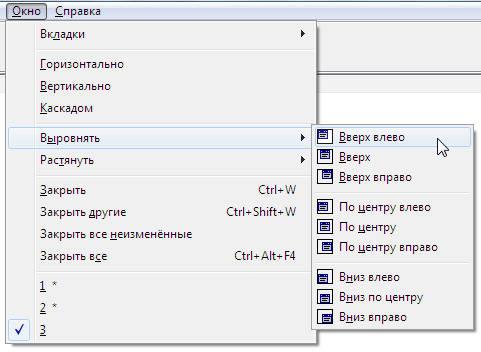 Окно Справка
Вкладки
Горизонтально
Вертикально
Каскадом
Выровнять
Растянуть
Закрыть Ctrl+W
Закрыть другие Ctrl+Shift+W
Закрыть все неизменённые
Закрыть все Ctrl+Alt+F4
1 *
2 *
3
Вверх влево
Вверх
Вверх вправо
По центру влево
По центру
По центру вправо
Вниз влево
Вниз по центру
Вниз вправо